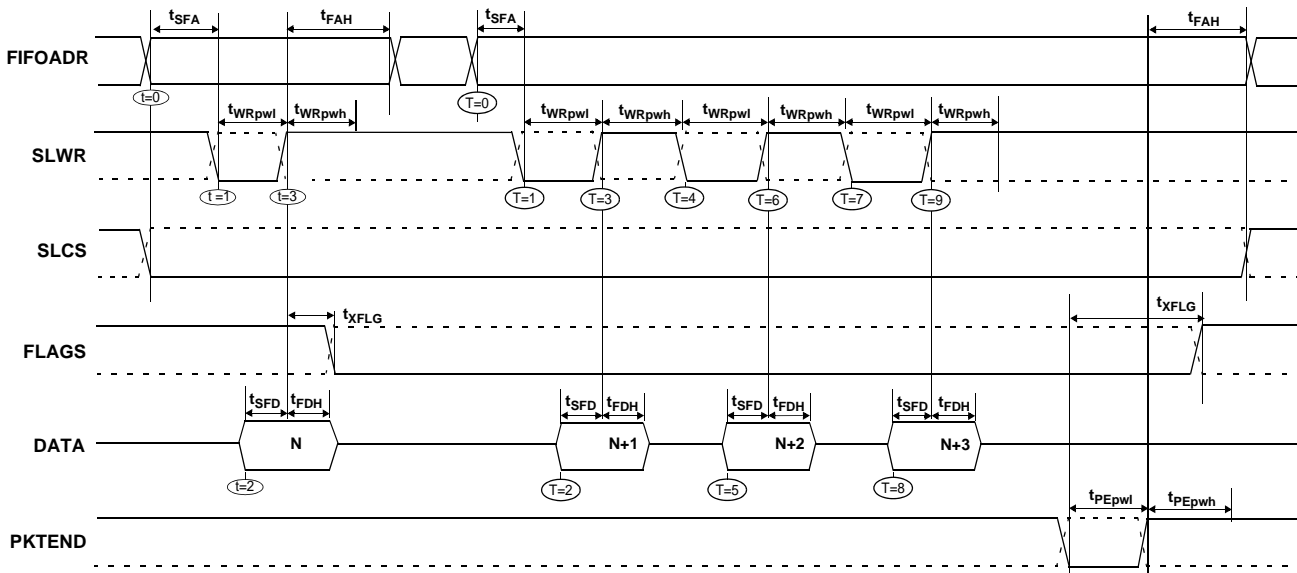 tSFA tFAH tSFA tFAH
FIFOADR
t=0 T=0
tWRpwl tWRpwh tWRpwl tWRpwh tWRpwl tWRpwh tWRpwl tWRpwh
SLWR
t =1 t=3 T=1 T=3 T=4 T=6 T=7 T=9
SLCS
tXFLG tXFLG
FLAGS
tSFD tFDH tSFD tFDH tSFD tFDH tSFD tFDH
DATA N N+1 N+2 N+3
t=2 T=2 T=5 T=8
tPEpwl tPEpwh
PKTEND